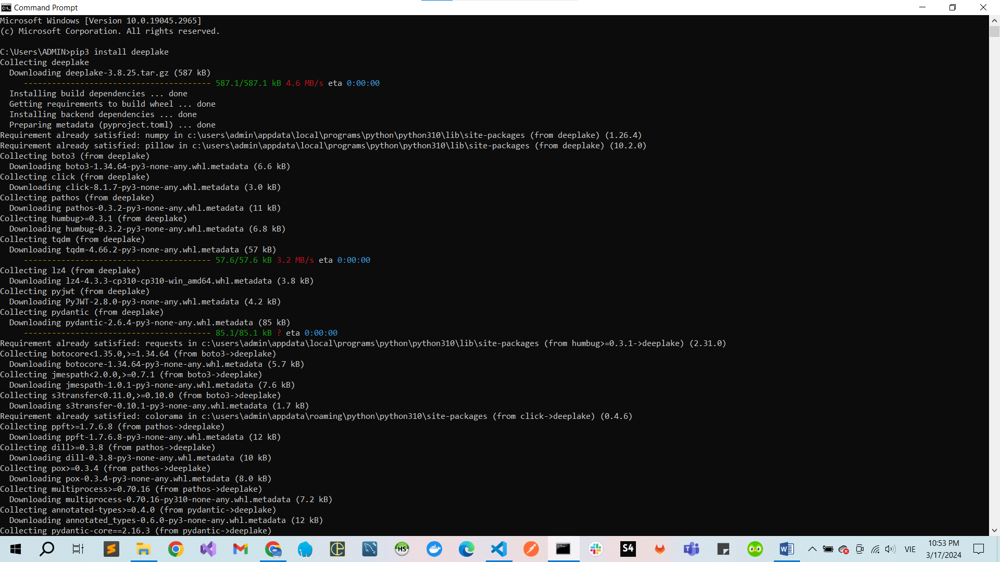 Command Prompt
Microsoft Windows [Version 10.0.19045.2965]
(c) Microsoft Corporation. All rights reserved.
C:\Users\ADMIN>pip3 install deeplake
Collecting deeplake
Downloading deeplake-3.8.25.tar.gz (587 kB)
---------------------------------------- 587.1/587.1 kB 4.6 MB/s eta 0:00:00
Installing build dependencies ... done
Getting requirements to build wheel ... done
Installing backend dependencies ... done
Preparing metadata (pyproject.toml) ... done
Requirement already satisfied: numpy in c:\users\admin\appdata\local\programs\python\python310\lib\site-packages (from deeplake) (1.26.4)
Requirement already satisfied: pillow in c:\users\admin\appdata\local\programs\python\python310\lib\site-packages (from deeplake) (10.2.0)
Collecting boto3 (from deeplake)
Downloading boto3-1.34.64-py3-none-any.whl.metadata (6.6 kB)
Collecting click (from deeplake)
Downloading click-8.1.7-py3-none-any.whl.metadata (3.0 kB)
Collecting pathos (from deeplake)
Downloading pathos-0.3.2-py3-none-any.whl.metadata (11 kB)
Collecting humbug>=0.3.1 (from deeplake)
Downloading humbug-0.3.2-py3-none-any.whl.metadata (6.8 kB)
Collecting tqdm (from deeplake)
Downloading tqdm-4.66.2-py3-none-any.whl.metadata (57 kB)
---------------------------------------- 57.6/57.6 kB 3.2 MB/s eta 0:00:00
Collecting lz4 (from deeplake)
Downloading lz4-4.3.3-cp310-cp310-win_amd64.whl.metadata (3.8 kB)
Collecting pyjwt (from deeplake)
Downloading PyJWT-2.8.0-py3-none-any.whl.metadata (4.2 kB)
Collecting pydantic (from deeplake)
Downloading pydantic-2.6.4-py3-none-any.whl.metadata (85 kB)
---------------------------------------- 85.1/85.1 kB ? eta 0:00:00
Requirement already satisfied: requests in c:\users\admin\appdata\local\programs\python\python310\lib\site-packages (from humbug>=0.3.1->deeplake) (2.31.0)
Collecting botocore<1.35.0,>=1.34.64 (from boto3->deeplake)
Downloading botocore-1.34.64-py3-none-any.whl.metadata (5.7 kB)
Collecting jmespath<2.0.0,>=0.7.1 (from boto3->deeplake)
Downloading jmespath-1.0.1-py3-none-any.whl.metadata (7.6 kB)
Collecting s3transfer<0.11.0,>=0.10.0 (from boto3->deeplake)
Downloading s3transfer-0.10.1-py3-none-any.whl.metadata (1.7 kB)
Requirement already satisfied: colorama in c:\users\admin\appdata\roaming\python\python310\site-packages (from click->deeplake) (0.4.6)
Collecting ppft>=1.7.6.8 (from pathos->deeplake)
Downloading ppft-1.7.6.8-py3-none-any.whl.metadata (12 kB)
Collecting dill>=0.3.8 (from pathos->deeplake)
Downloading dill-0.3.8-py3-none-any.whl.metadata (10 kB)
Collecting pox>=0.3.4 (from pathos->deeplake)
Downloading pox-0.3.4-py3-none-any.whl.metadata (8.0 kB)
Collecting multiprocess>=0.70.16 (from pathos->deeplake)
Downloading multiprocess-0.70.16-py310-none-any.whl.metadata (7.2 kB)
Collecting annotated-types>=0.4.0 (from pydantic->deeplake)
Downloading annotated_types-0.6.0-py3-none-any.whl.metadata (12 kB)
Collecting pydantic-core==2.16.3 (from pydantic->deeplake)
HS
S4
VIE
10:53 PM
3/17/2024